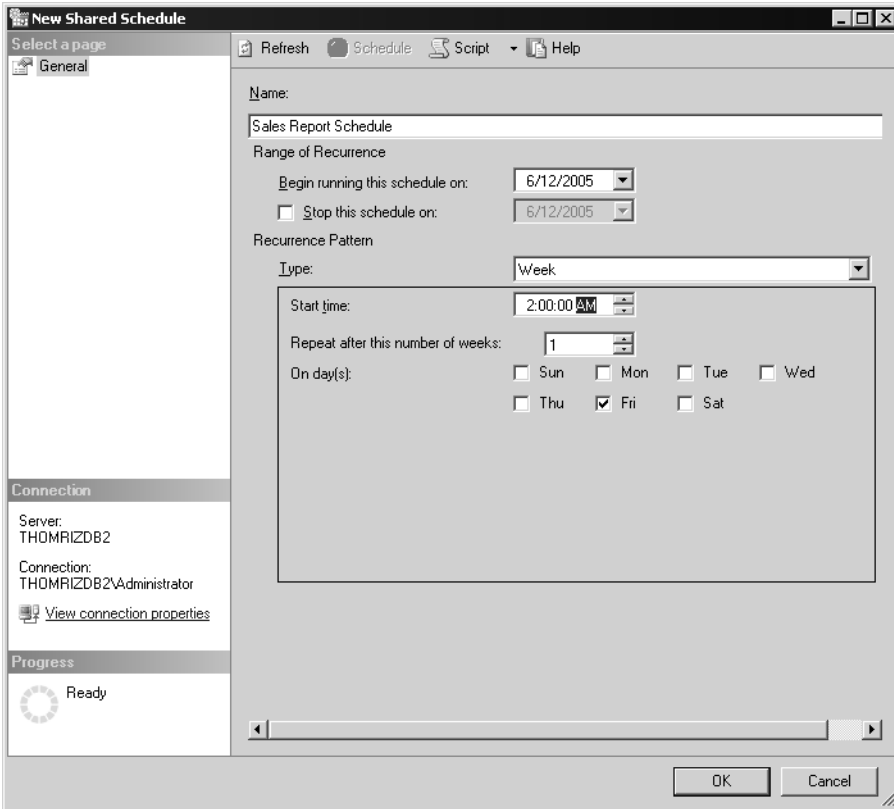 New Shared Schedule
Select a page
General
Refresh Schedule Script Help
Name:
Sales Report Schedule
Range of Recurrence
Begin running this schedule on: 6/12/2005
Stop this schedule on: 6/12/2005
Recurrence Pattern
Type: Week
Start time: 2:00:00 AM
Repeat after this number of weeks: 1
On day(s): Sun Mon Tue Wed
Thu Fri Sat
Connection
Server:
THOMRIZDB2
Connection:
THOMRIZDB2\Administrator
View connection properties
Progress
Ready
OK Cancel